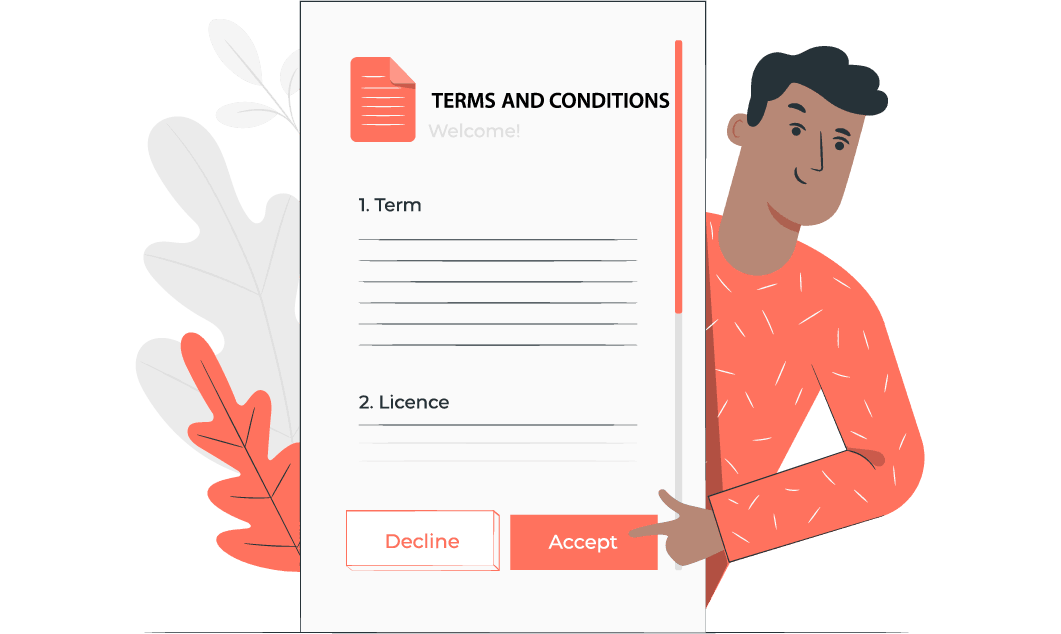 TERMS AND CONDITIONS
Welcome!
1. Term
2. Licence
Decline
Accept